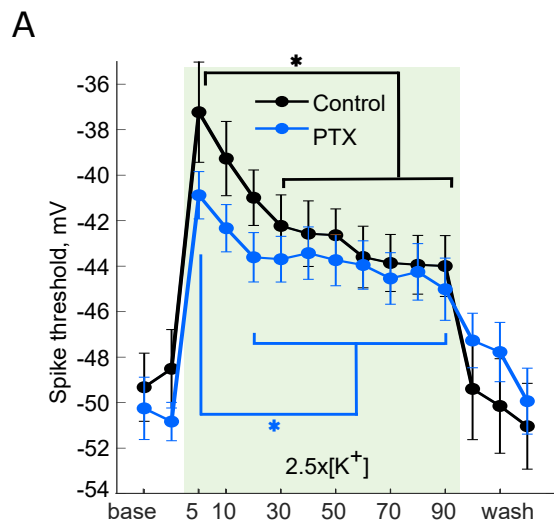 A
-36
-38
-40
-42
-44
-46
-48
-50
-52
-54
Spike threshold, mV
*
Control
PTX
*
2.5x[K⁺]
base 5 10 30 50 70 90 wash